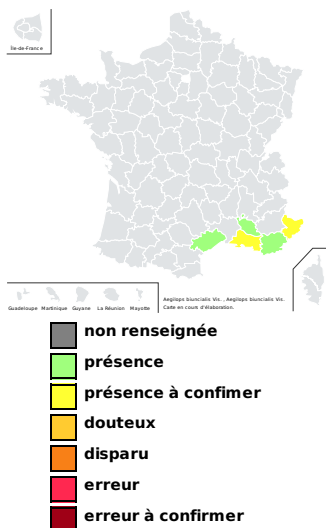 Île-de-France
Guadeloupe Martinique Guyane La Réunion Mayotte
Aegilops biuncialis Vis. , Aegilops biuncialis Vis.
Carte en cours d'élaboration.
non renseignée
présence
présence à confimer
douteux
disparu
erreur
erreur à confirmer